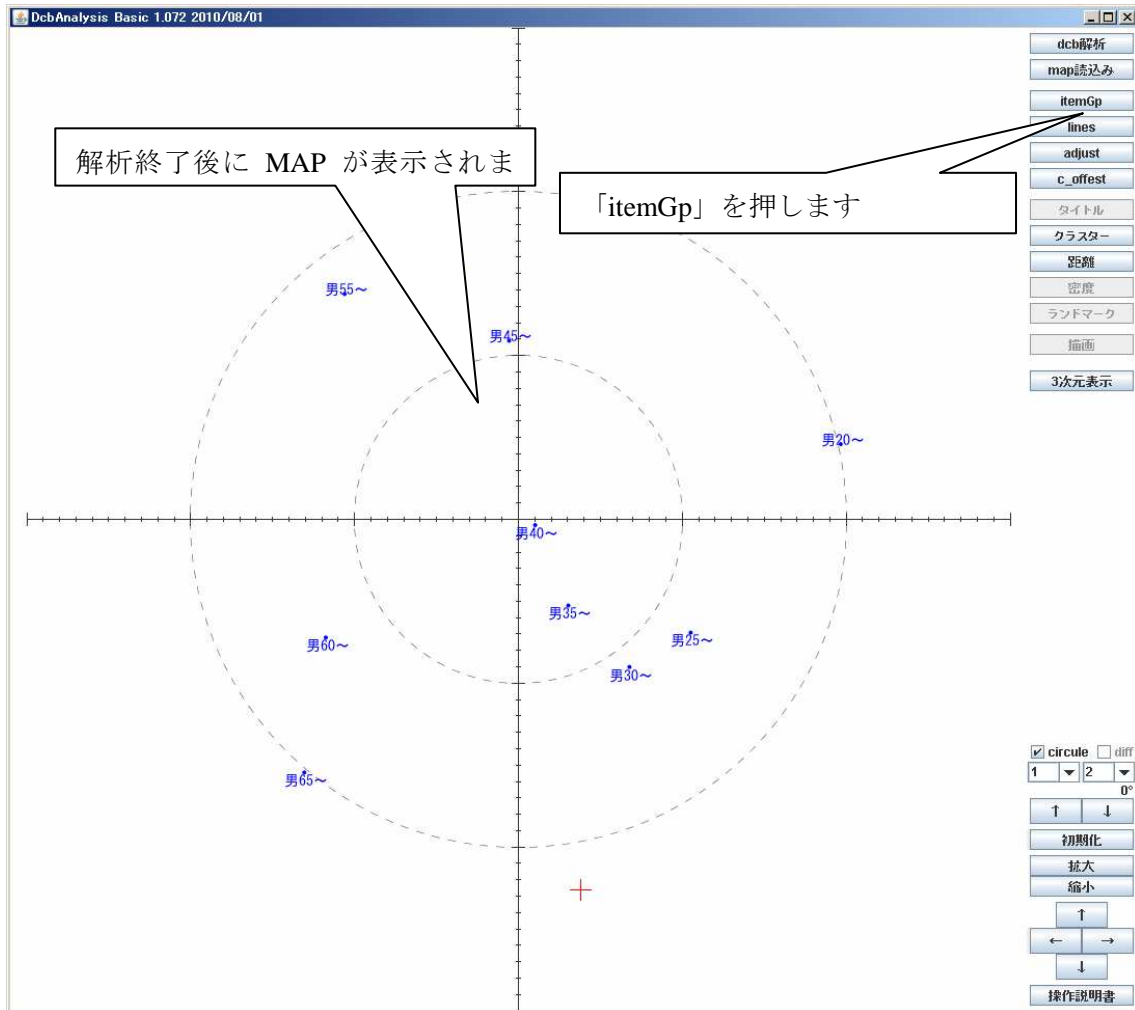 DcbAnalysis Basic 1.072 2010/08/01
dcb解析
map読込み
itemGp
lines
adjust
c_offest
タイトル
クラスター
距離
密度
ランドマーク
描画
3次元表示
解析終了後に MAP が表示されま
「itemGp」を押します
男55～
男45～
男20～
男40～
男35～
男25～
男60～
男30～
男65～
circule diff
1 2
0°
↑ ↓
初期化
拡大
縮小
↑
← →
↓
操作説明書